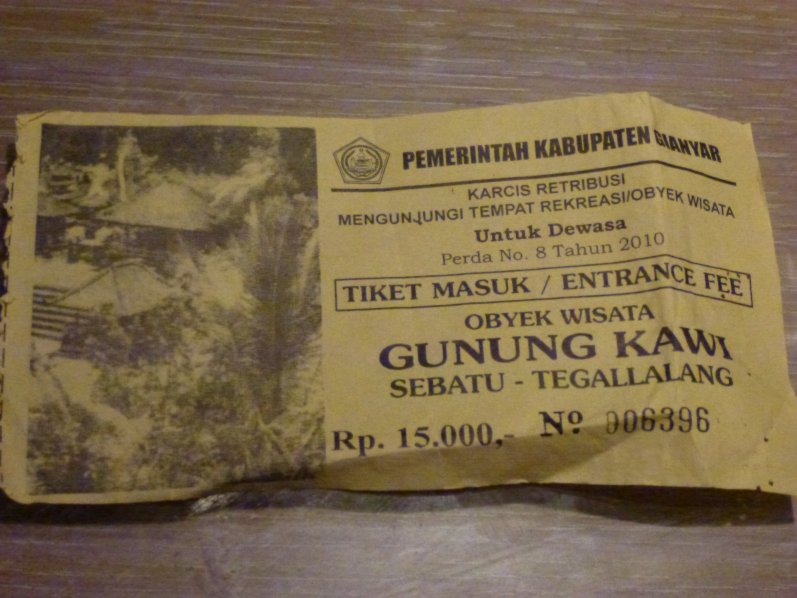 PEMERINTAH KABUPATEN GIANYAR
KARCIS RETRIBUSI
MENGUNJUNGI TEMPAT REKREASI/OBYEK WISATA
Untuk Dewasa
Perda No. 8 Tahun 2010
TIKET MASUK / ENTRANCE FEE
OBYEK WISATA
GUNUNG KAWI
SEBATU - TEGALLALANG
Rp. 15.000,- Nº 006396